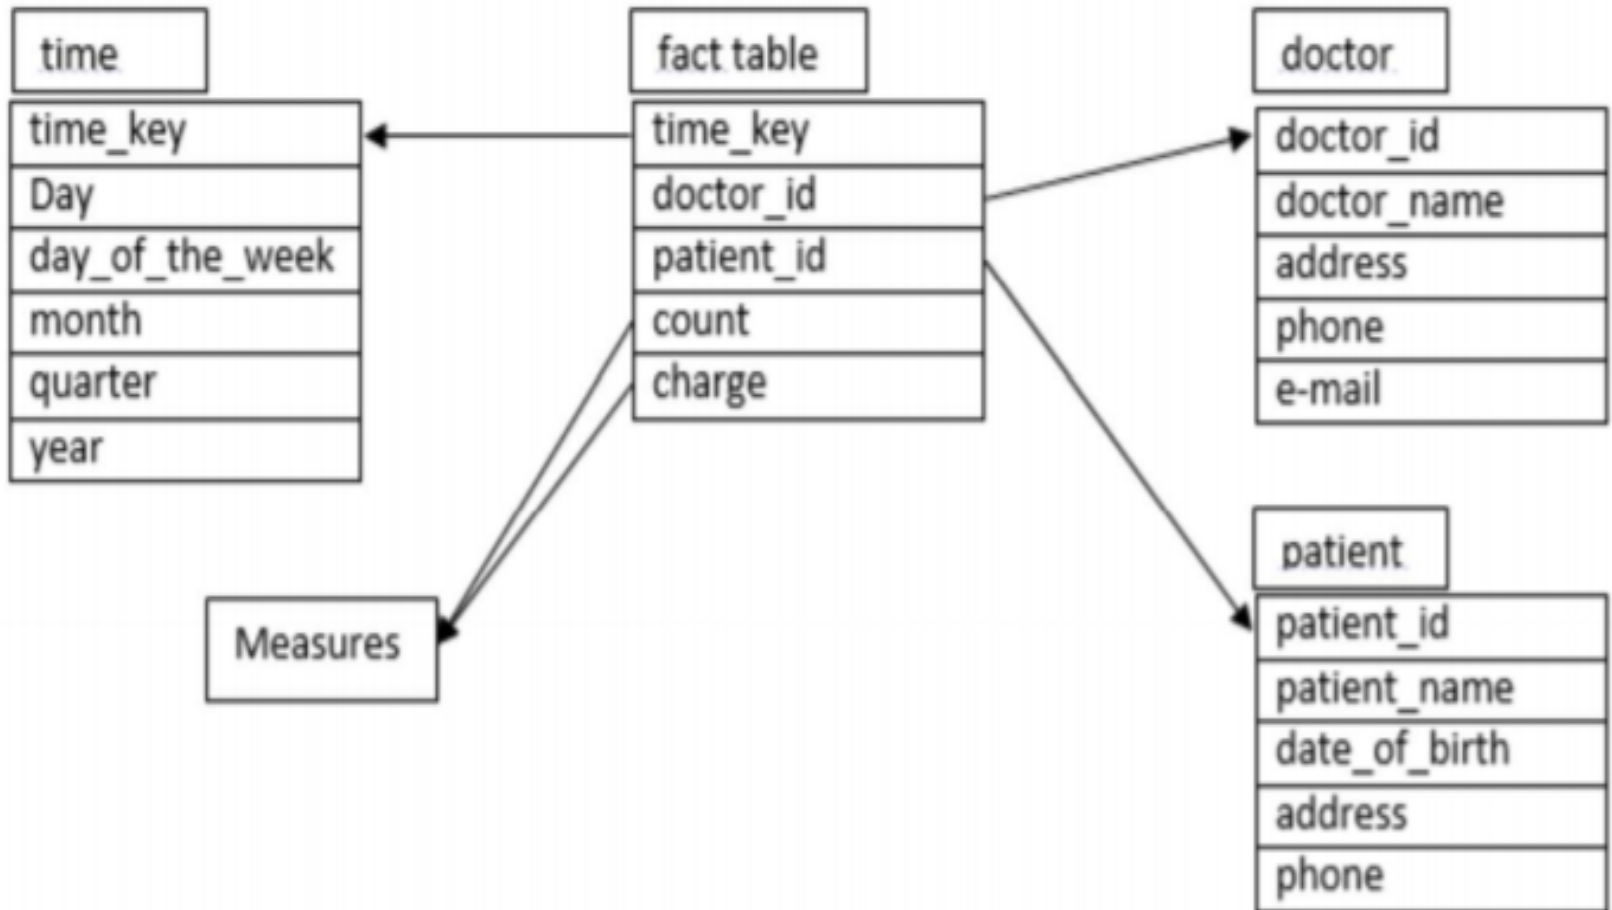 time
time_key
Day
day_of_the_week
month
quarter
year
fact table
time_key
doctor_id
patient_id
count
charge
Measures
doctor
doctor_id
doctor_name
address
phone
e-mail
patient
patient_id
patient_name
date_of_birth
address
phone